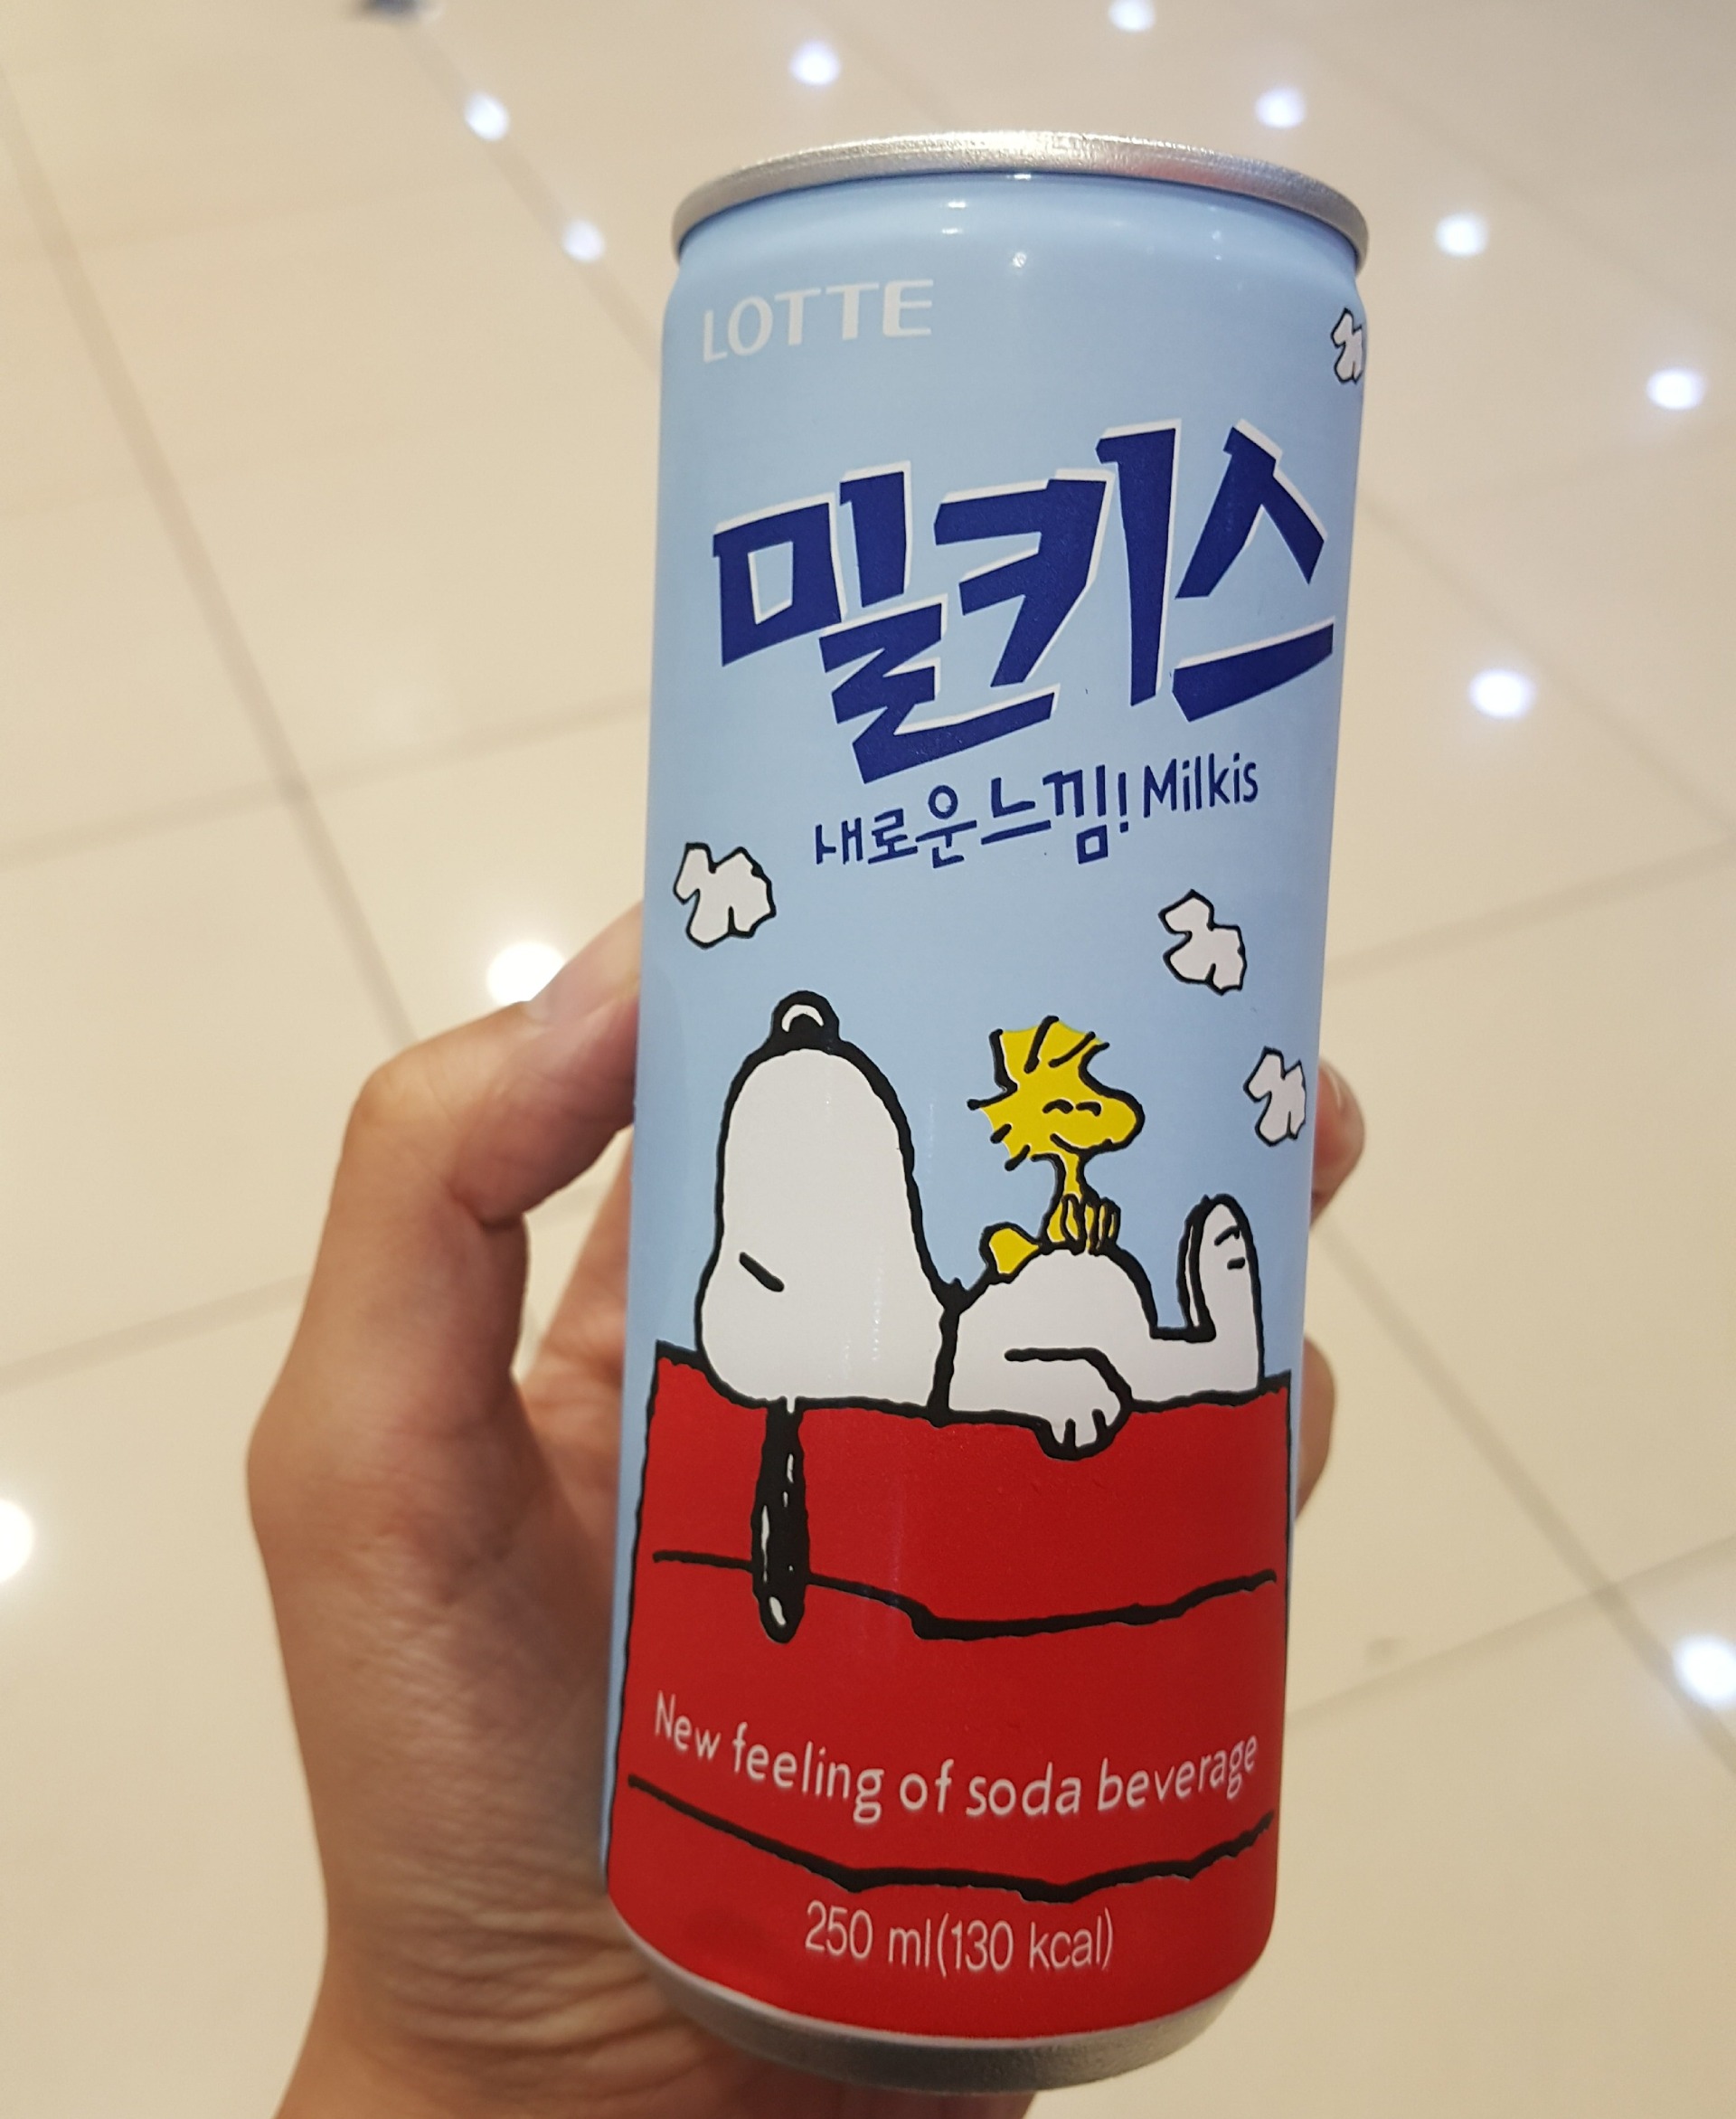 LOTTE
밀키스
새로운느낌! Milkis
New feeling of soda beverage
250 ml(130 kcal)